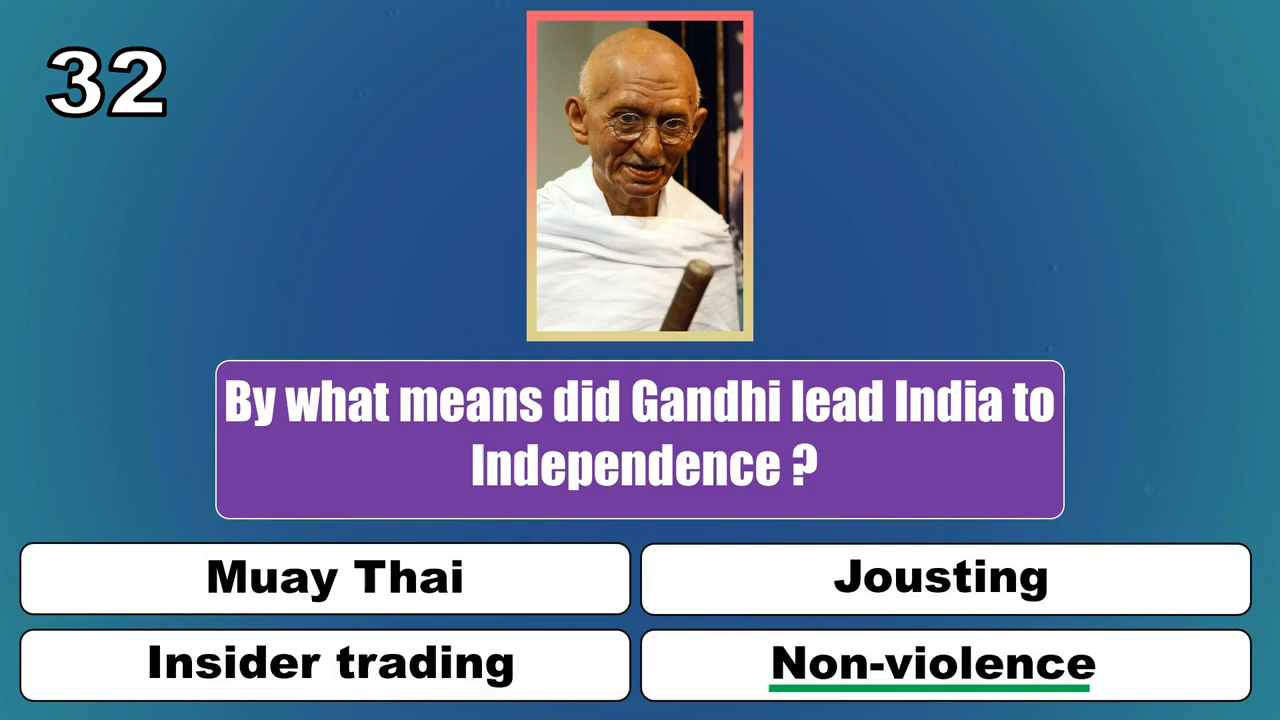 32
By what means did Gandhi lead India to
Independence ?
Muay Thai
Jousting
Insider trading
Non-violence